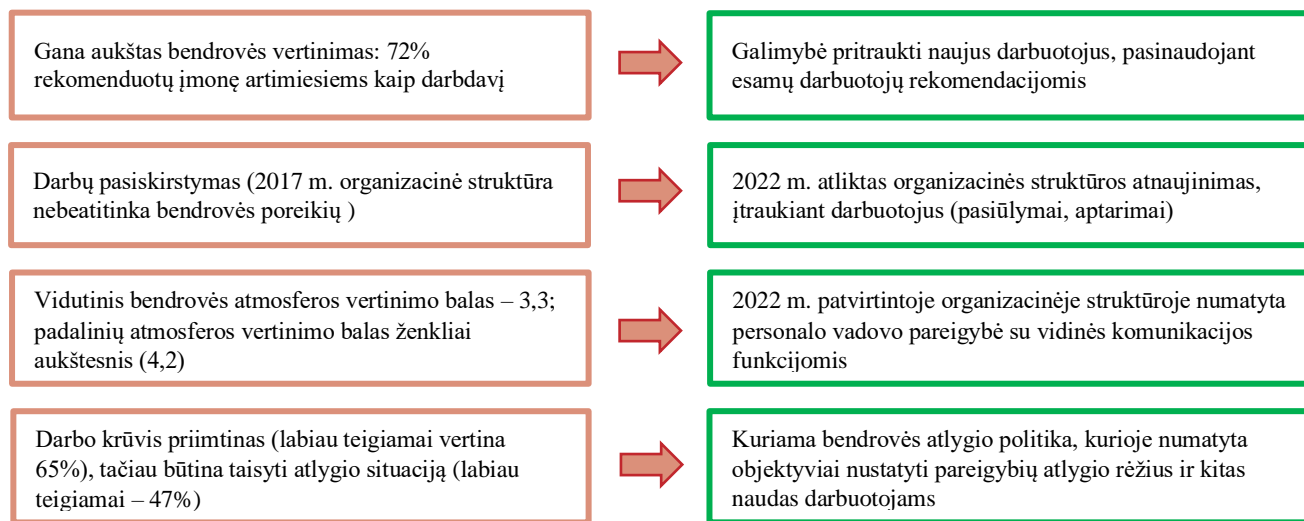 Gana aukštas bendrovės vertinimas: 72%
rekomenduotų įmonę artimiesiems kaip darbdavį
Galimybė pritraukti naujus darbuotojus, pasinaudojant
esamų darbuotojų rekomendacijomis
Darbų pasiskirstymas (2017 m. organizacinė struktūra
nebeatitinka bendrovės poreikių )
2022 m. atliktas organizacinės struktūros atnaujinimas,
įtraukiant darbuotojus (pasiūlymai, aptarimai)
Vidutinis bendrovės atmosferos vertinimo balas – 3,3;
padalinių atmosferos vertinimo balas ženkliai
aukštesnis (4,2)
2022 m. patvirtintoje organizacinėje struktūroje numatyta
personalo vadovo pareigybė su vidinės komunikacijos
funkcijomis
Darbo krūvis priimtinas (labiau teigiamai vertina
65%), tačiau būtina taisyti atlygio situaciją (labiau
teigiamai – 47%)
Kuriama bendrovės atlygio politika, kurioje numatyta
objektyviai nustatyti pareigybių atlygio rėžius ir kitas
naudas darbuotojams